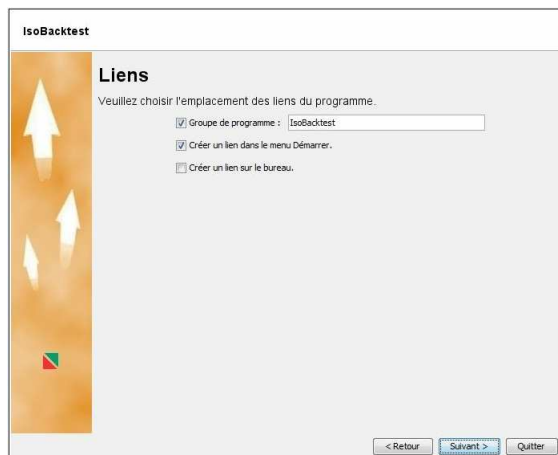 IsoBacktest
Liens
Veuillez choisir l'emplacement des liens du programme.
Groupe de programme : IsoBacktest
Créer un lien dans le menu Démarrer.
Créer un lien sur le bureau.
< Retour Suivant > Quitter